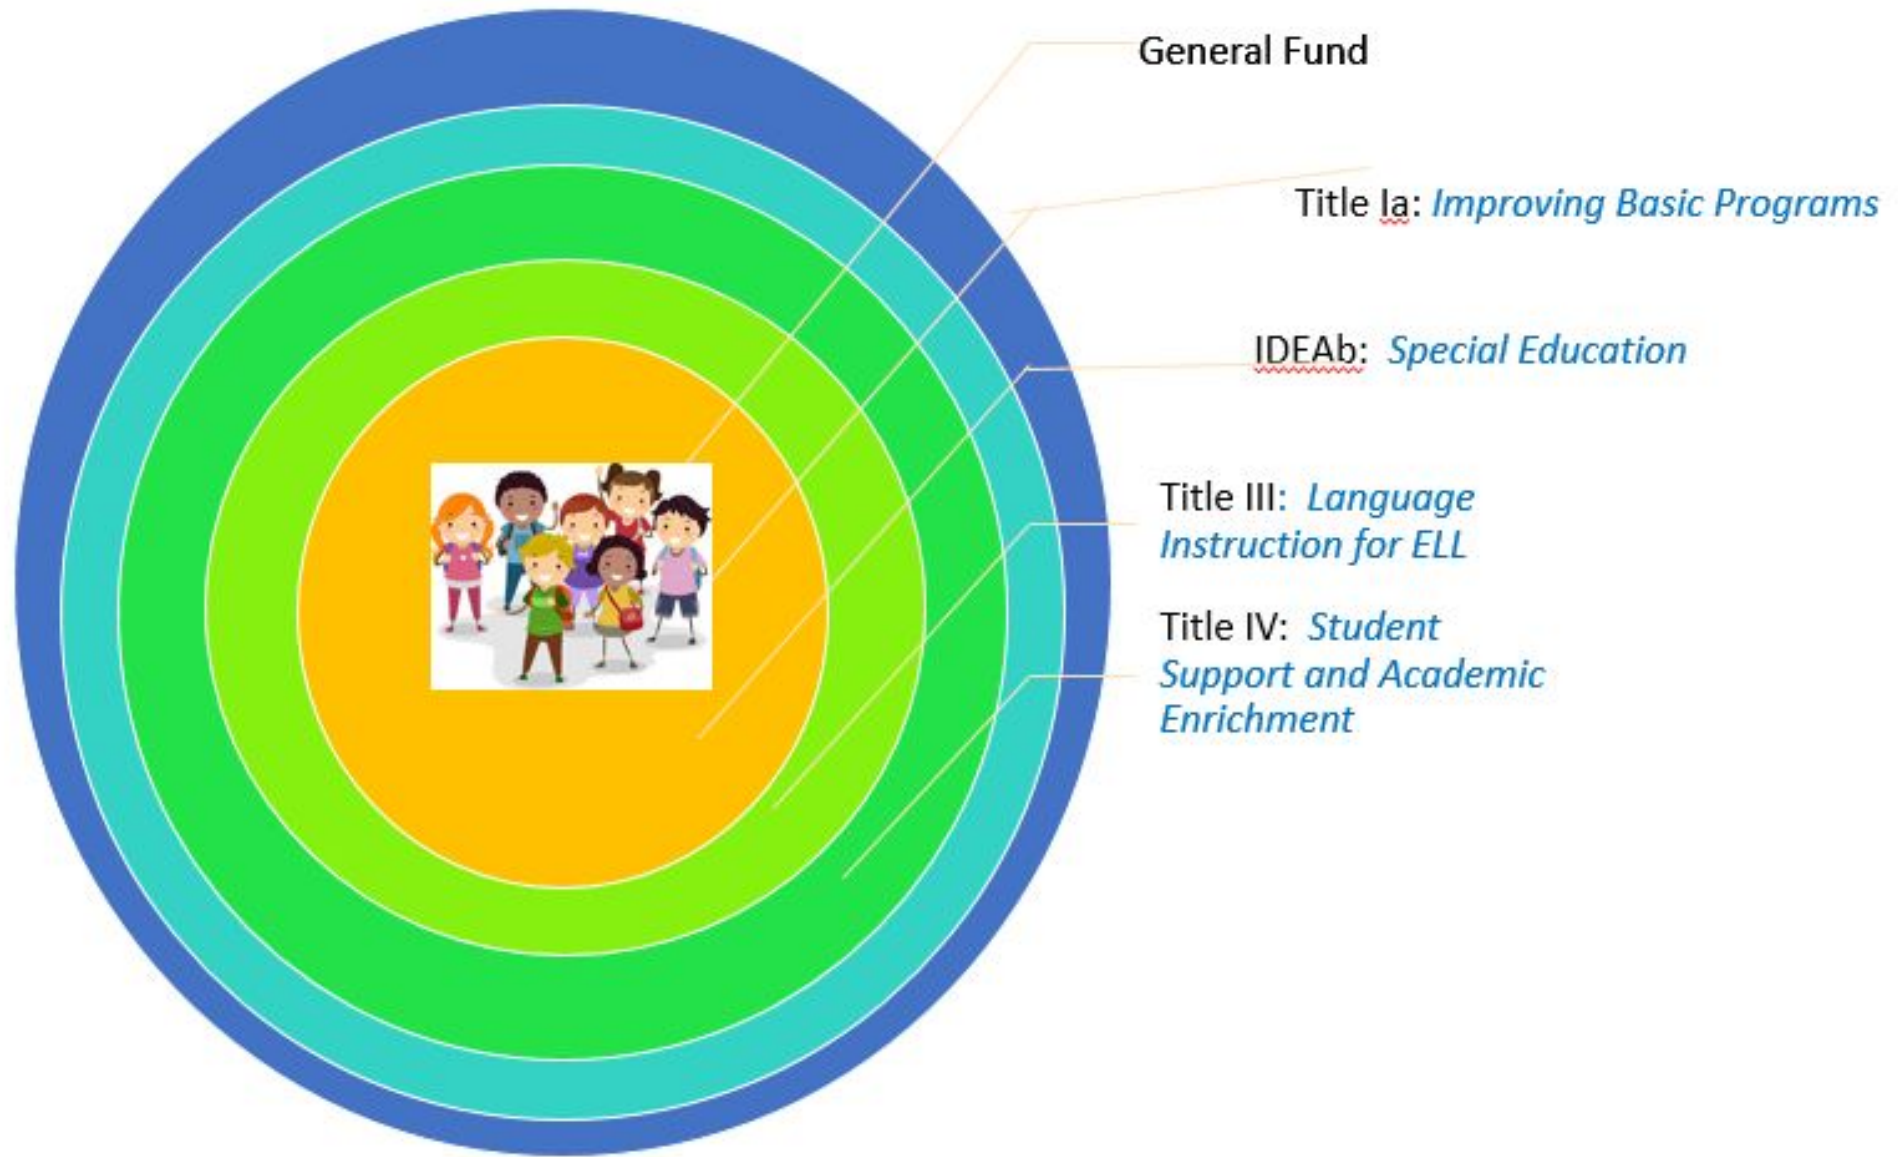 General Fund
Title Ia: Improving Basic Programs
IDEAb: Special Education
Title III: Language
Instruction for ELL
Title IV: Student
Support and Academic
Enrichment